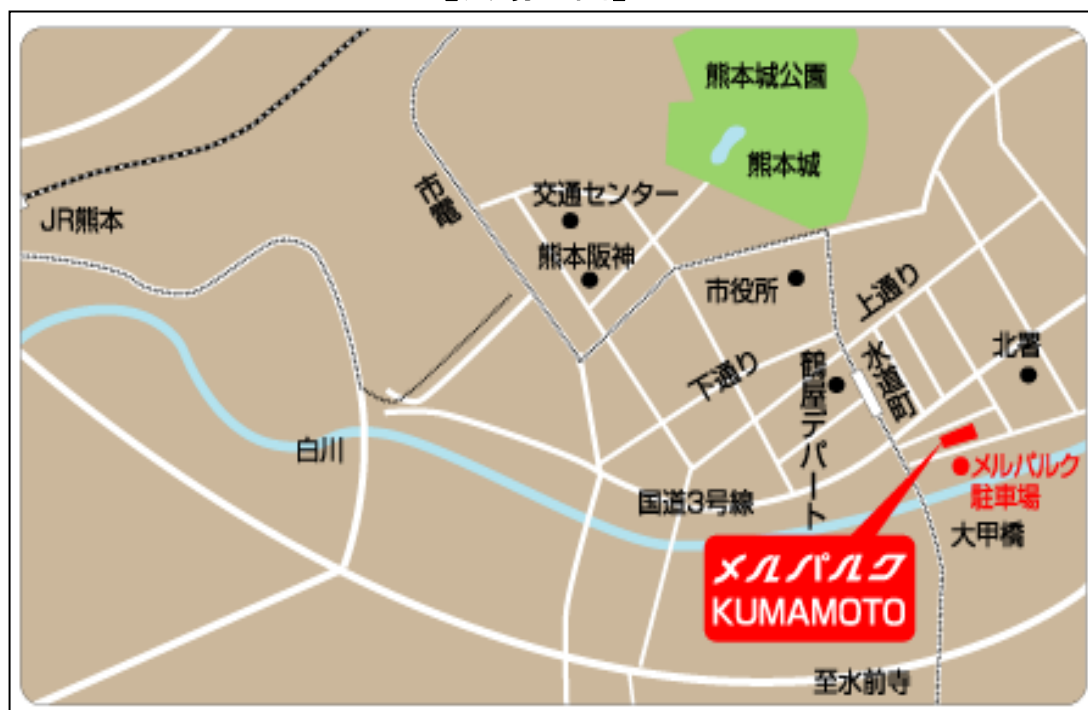 熊本城公園
熊本城
交通センター
市電
JR熊本
熊本阪神
市役所
上通り
北署
下通り
鶴屋デパート
水道町
白川
国道3号線
メルパルク
駐車場
大甲橋
メルパルク
KUMAMOTO
至水前寺